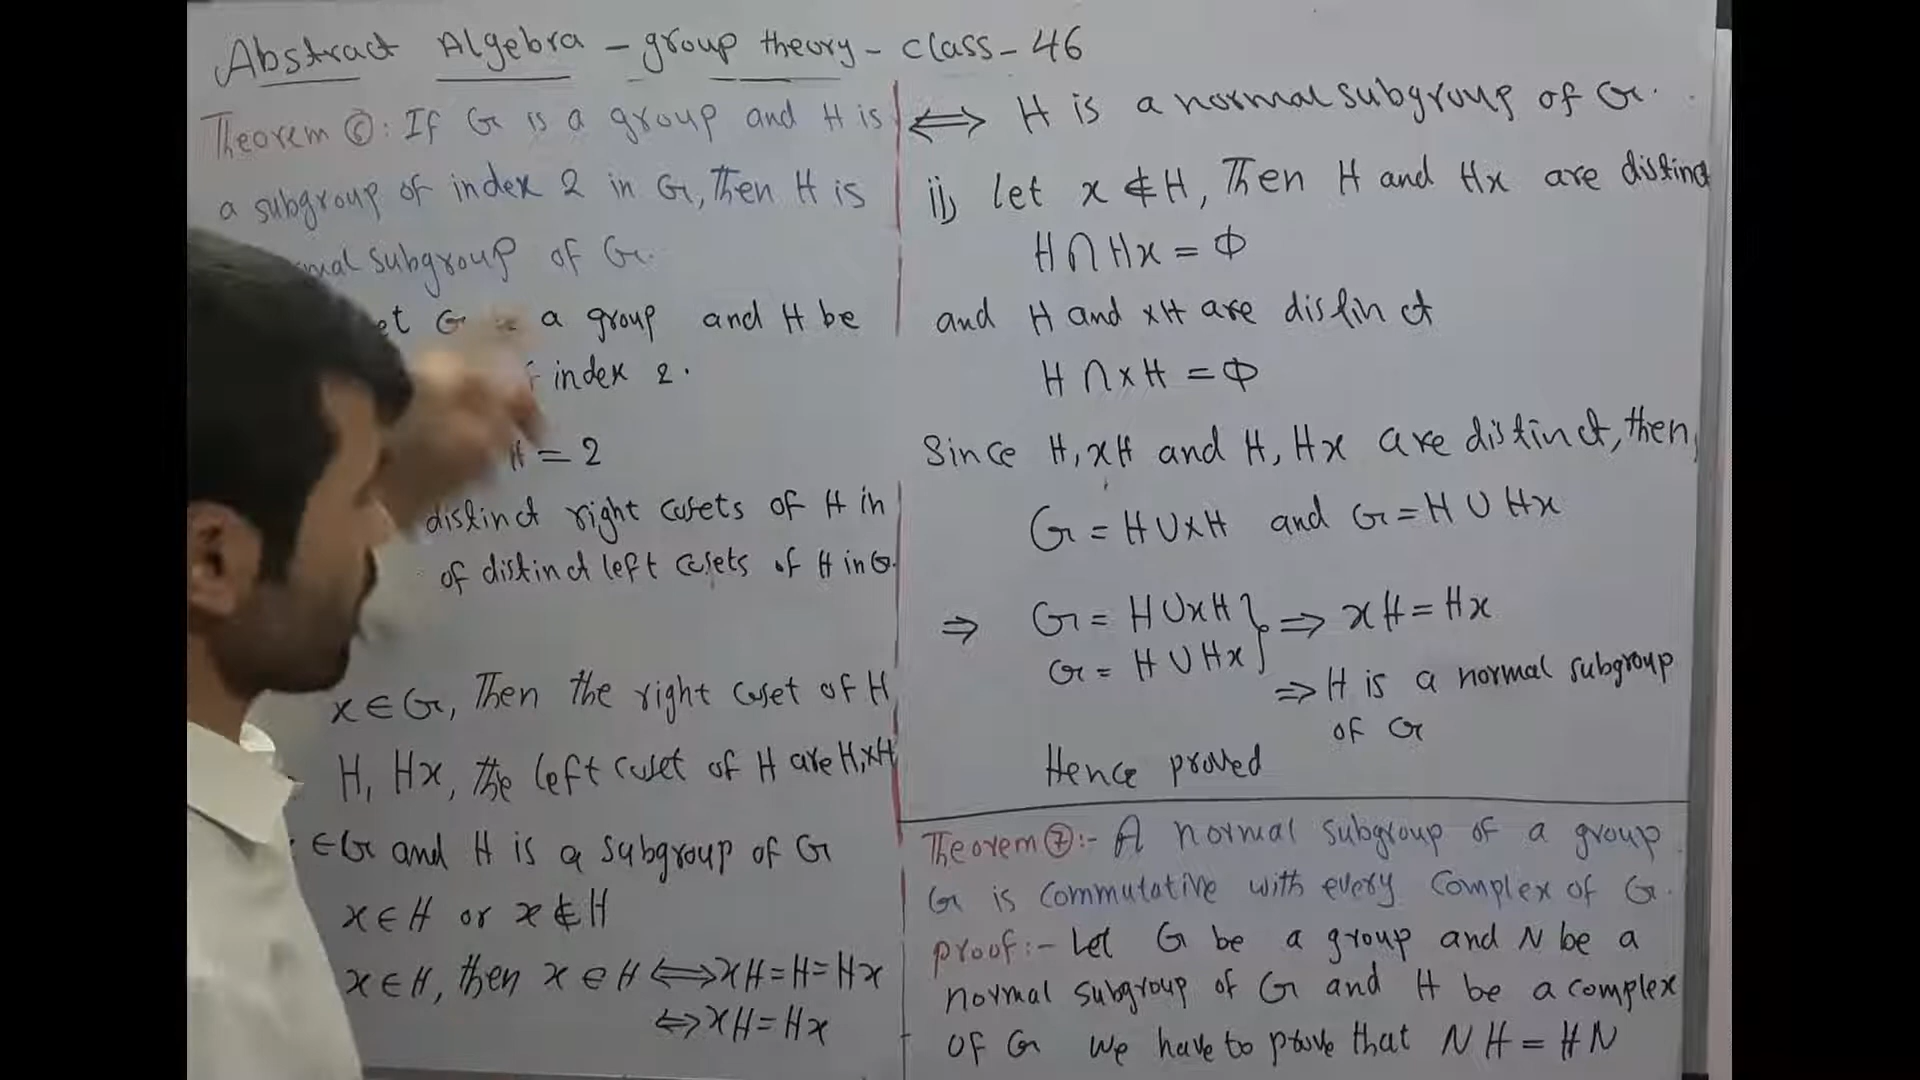 Abstract Algebra - group theory - class - 46
Theorem ⑥: If G is a group and H is
a subgroup of index 2 in G, Then H is
mal subgroup of G.
et G a group and H be
index 2.
H = 2
distinct right cosets of H in
of distinct left cosets of H in G.
x ∈ G, Then the right coset of H
H, Hx, the left coset of H are H, xH
∈ G and H is a subgroup of G
x ∈ H or x ∉ H
x ∈ H, then x ∈ H ⟺ xH = H = Hx
⟺ xH = Hx
⟺ H is a normal subgroup of G.
ii) let x ∉ H, Then H and Hx are distinct
H ∩ Hx = Φ
and H and xH are distinct
H ∩ xH = Φ
Since H, xH and H, Hx are distinct, then,
G = H ∪ xH and G = H ∪ Hx
⇒ G = H ∪ xH } ⇒ xH = Hx
G = H ∪ Hx
⇒ H is a normal subgroup
of G
Hence proved
Theorem ⑦:- A normal subgroup of a group
G is commutative with every complex of G.
proof:- Let G be a group and N be a
normal subgroup of G and H be a complex
of G we have to prove that NH = HN